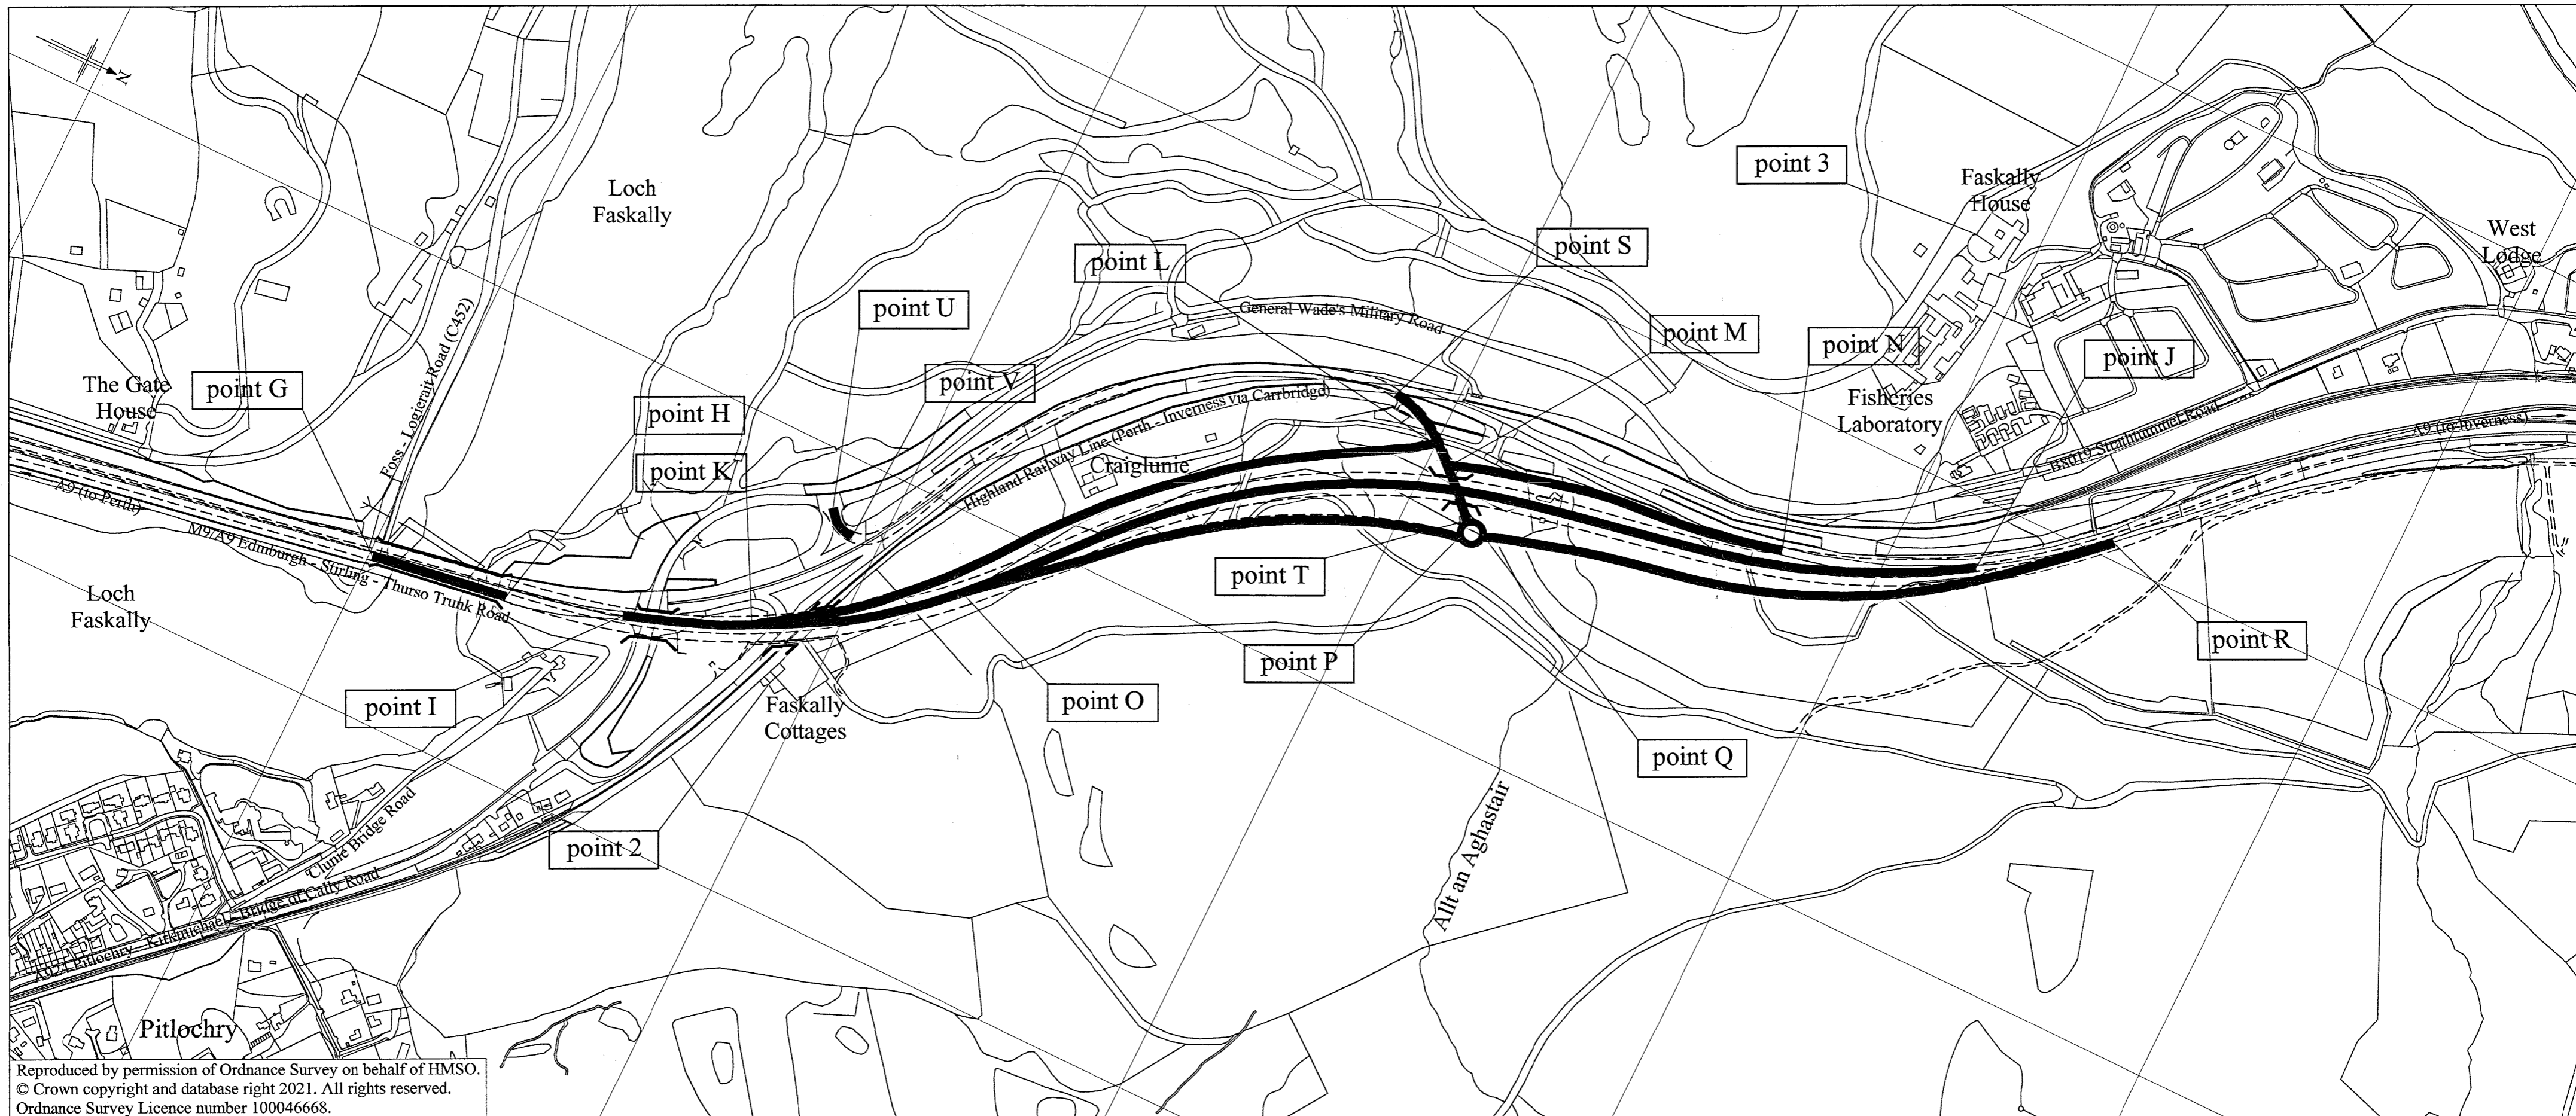 N
Loch
Faskally
point 3
Faskally
House
West
Lodge
point S
point L
point U
General Wade's Military Road
point M
point N
point J
The Gate
House
point G
Foss - Logierait Road (C452)
point H
point V
point K
Highland Railway Line (Perth - Inverness via Carrbridge)
Craiglunie
Fisheries
Laboratory
B8019 Strathtummel Road
A9 (to Inverness)
A9 (to Perth)
M9/A9 Edinburgh - Stirling - Thurso Trunk Road
Loch
Faskally
point T
point P
point R
point I
Faskally
Cottages
point O
point Q
point 2
Clunie Bridge Road
A924 Pitlochry - Kirkmichael - Bridge of Cally Road
Allt an Aghastair
Pitlochry
Reproduced by permission of Ordnance Survey on behalf of HMSO.
© Crown copyright and database right 2021. All rights reserved.
Ordnance Survey Licence number 100046668.